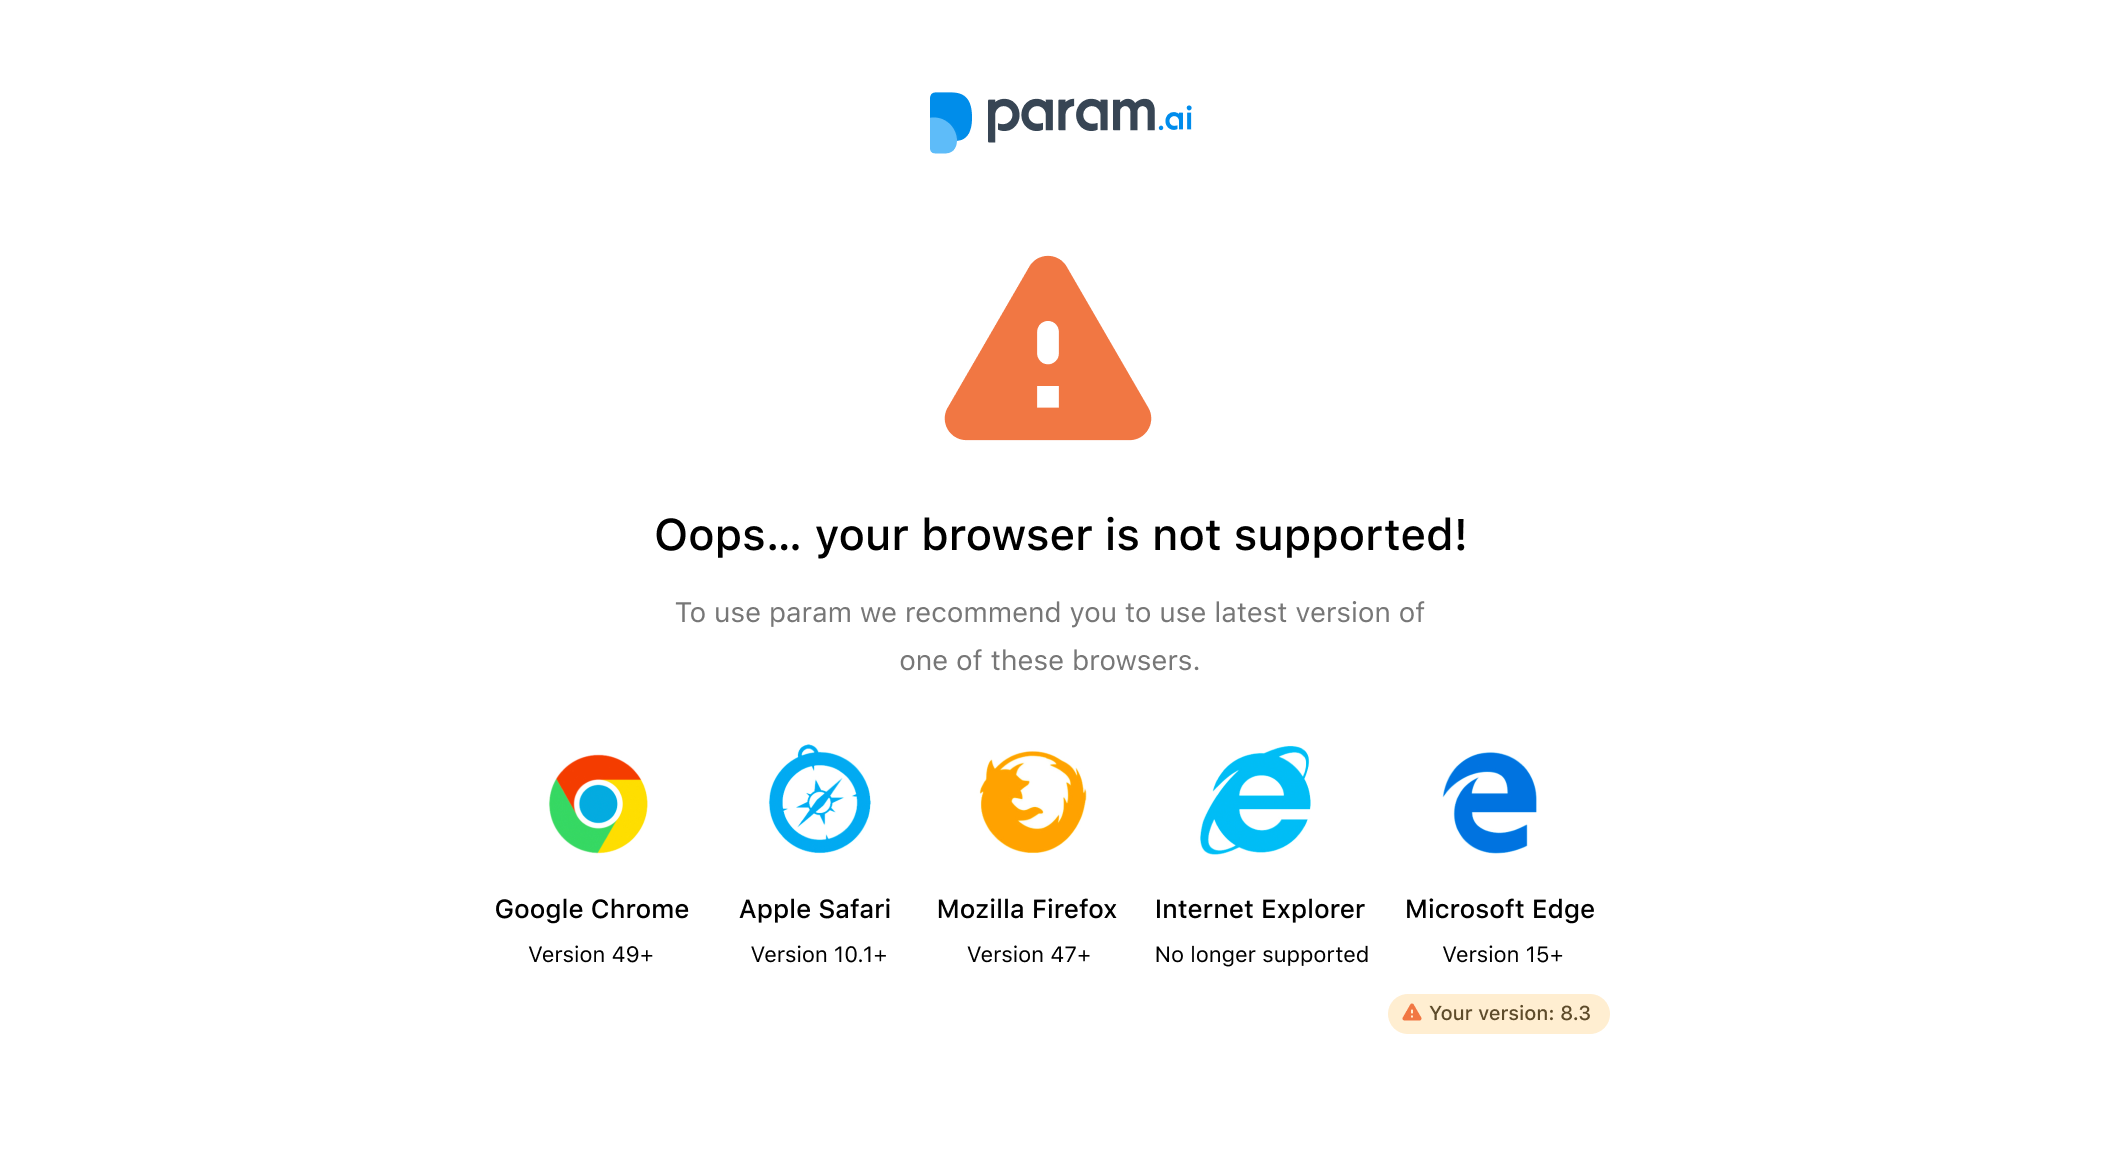 param.ai
Oops... your browser is not supported!
To use param we recommend you to use latest version of
one of these browsers.
Google Chrome
Version 49+
Apple Safari
Version 10.1+
Mozilla Firefox
Version 47+
Internet Explorer
No longer supported
Microsoft Edge
Version 15+
Your version: 8.3